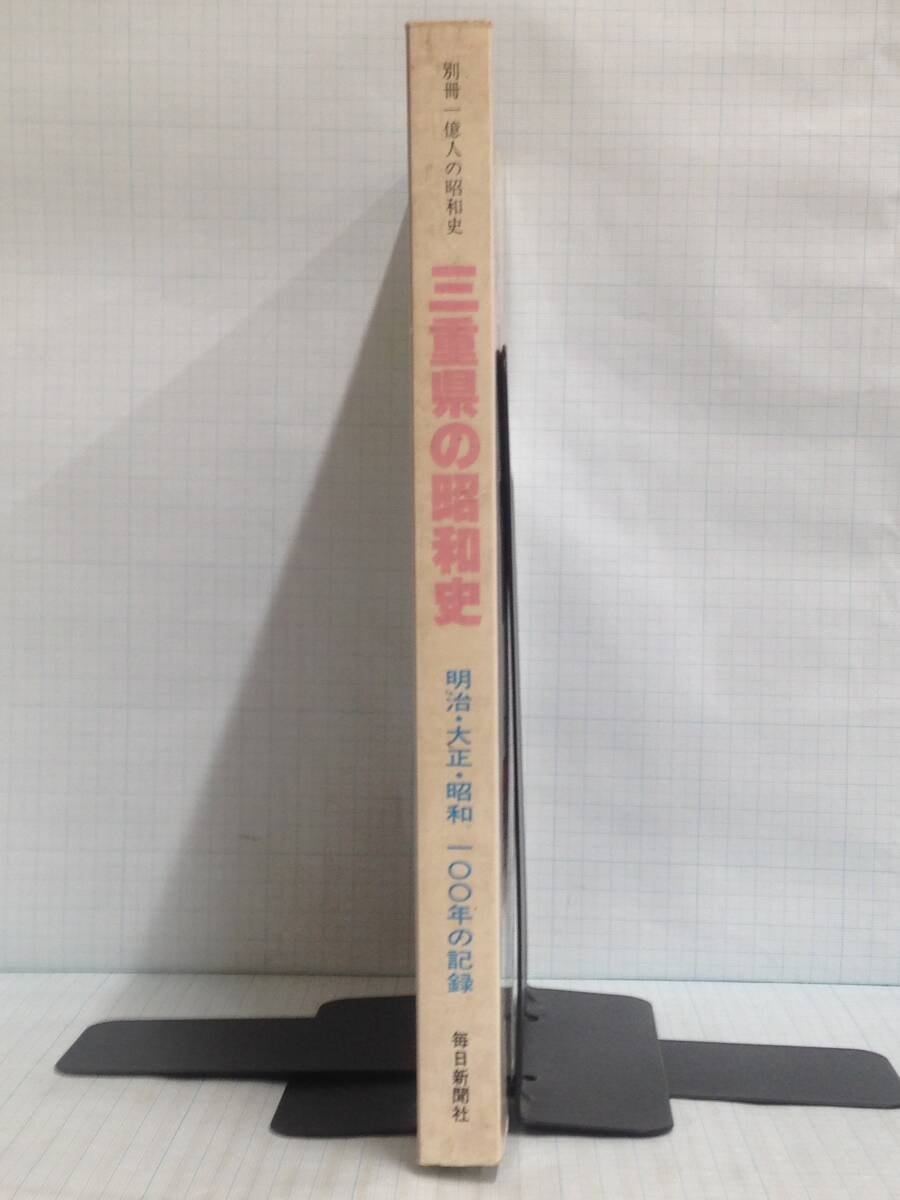 別冊一億人の昭和史
三重県の昭和史
明治・大正・昭和 一〇〇年の記録
毎日新聞社